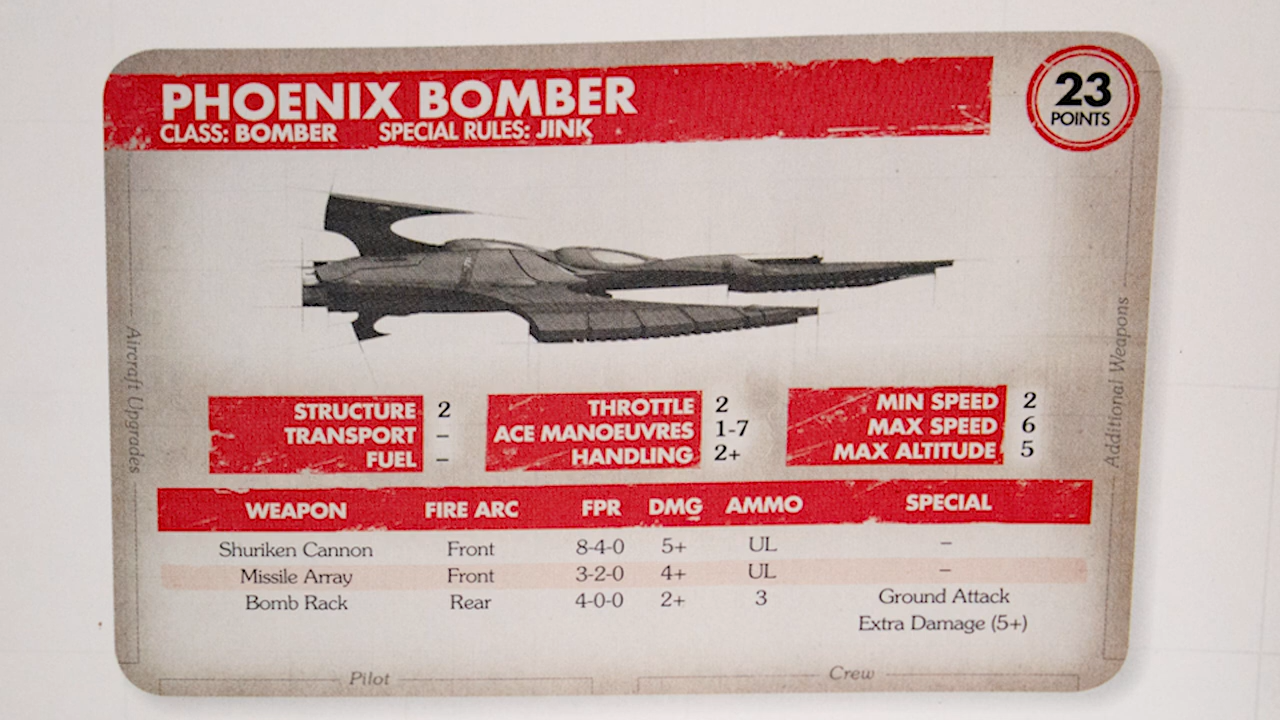 PHOENIX BOMBER
CLASS: BOMBER SPECIAL RULES: JINK
23
POINTS
Aircraft Upgrades
Additional Weapons
STRUCTURE 2
TRANSPORT –
FUEL –
THROTTLE 2
ACE MANOEUVRES 1-7
HANDLING 2+
MIN SPEED 2
MAX SPEED 6
MAX ALTITUDE 5
WEAPON FIRE ARC FPR DMG AMMO SPECIAL
Shuriken Cannon Front 8-4-0 5+ UL –
Missile Array Front 3-2-0 4+ UL –
Bomb Rack Rear 4-0-0 2+ 3 Ground Attack
Extra Damage (5+)
Pilot
Crew